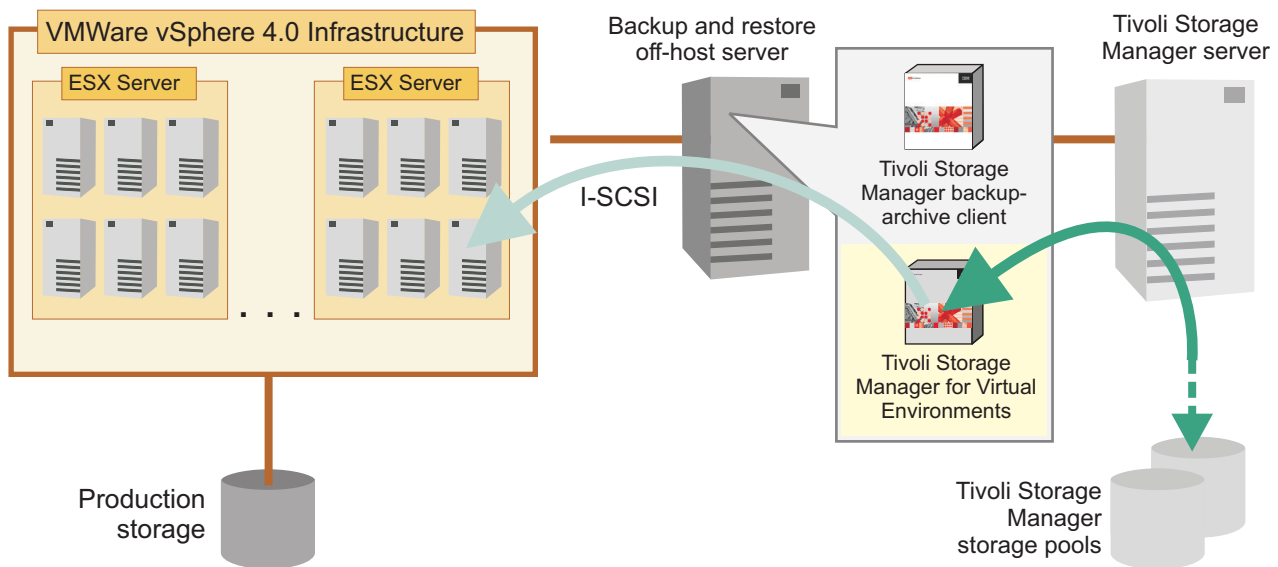 VMWare vSphere 4.0 Infrastructure
ESX Server
ESX Server
. . .
Backup and restore
off-host server
Tivoli Storage
Manager server
I-SCSI
Tivoli Storage
Manager backup-
archive client
Tivoli Storage
Manager for Virtual
Environments
Production
storage
Tivoli Storage
Manager
storage pools